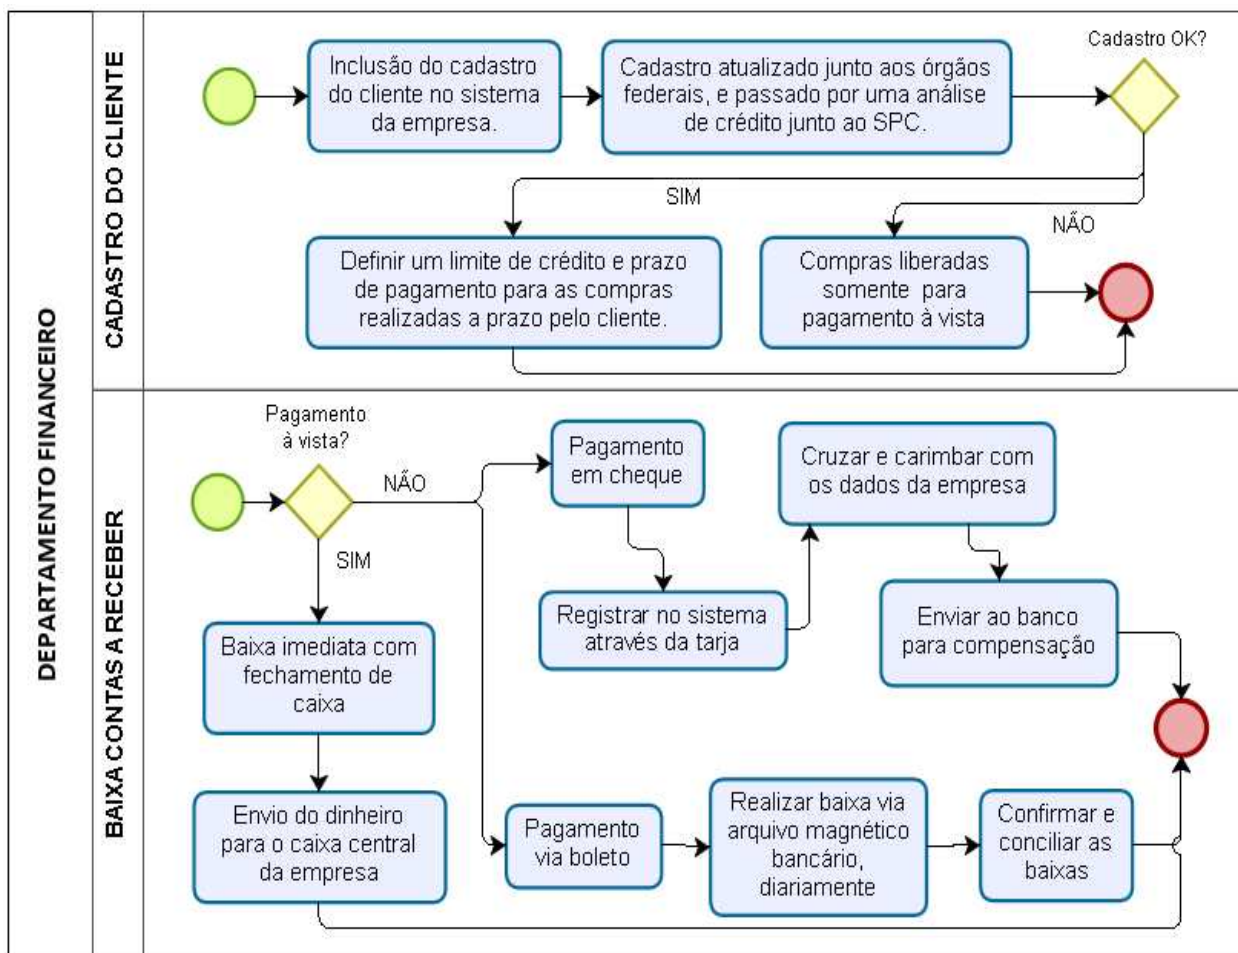 DEPARTAMENTO FINANCEIRO
CADASTRO DO CLIENTE
Inclusão do cadastro
do cliente no sistema
da empresa.
Cadastro atualizado junto aos órgãos
federais, e passado por uma análise
de crédito junto ao SPC.
Cadastro OK?
SIM
NÃO
Definir um limite de crédito e prazo
de pagamento para as compras
realizadas a prazo pelo cliente.
Compras liberadas
somente para
pagamento à vista
BAIXA CONTAS A RECEBER
Pagamento
à vista?
NÃO
SIM
Pagamento
em cheque
Cruzar e carimbar com
os dados da empresa
Registrar no sistema
através da tarja
Enviar ao banco
para compensação
Baixa imediata com
fechamento de
caixa
Envio do dinheiro
para o caixa central
da empresa
Pagamento
via boleto
Realizar baixa via
arquivo magnético
bancário,
diariamente
Confirmar e
conciliar as
baixas